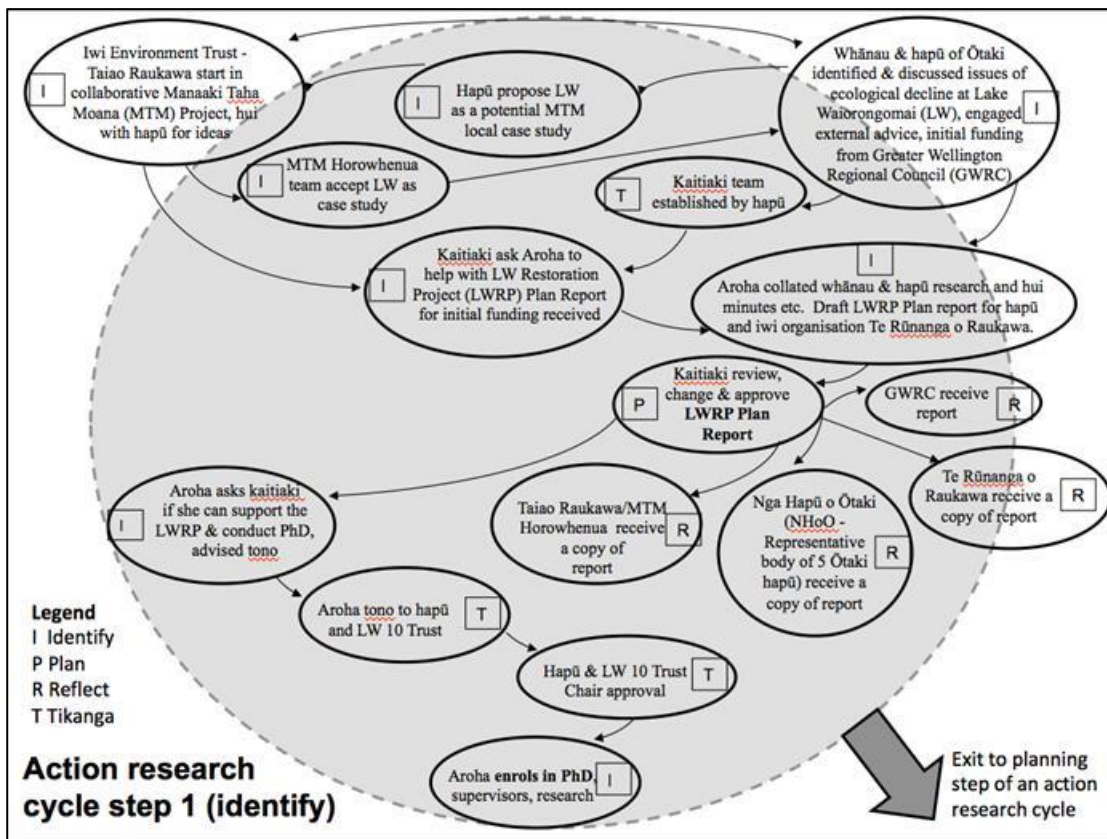 Iwi Environment Trust -
Taiao Raukawa start in
collaborative Manaaki Taha
Moana (MTM) Project, hui
with hapū for ideas
I
Hapū propose LW
as a potential MTM
local case study
I
Whānau & hapū of Ōtaki
identified & discussed issues of
ecological decline at Lake
Waiorongomai (LW), engaged
external advice, initial funding
from Greater Wellington
Regional Council (GWRC)
I
MTM Horowhenua
team accept LW as
case study
I
Kaitiaki team
established by hapū
T
Kaitiaki ask Aroha to
help with LW Restoration
Project (LWRP) Plan Report
for initial funding received
I
I
Aroha collated whānau & hapū research and hui
minutes etc. Draft LWRP Plan report for hapū
and iwi organisation Te Rūnanga o Raukawa.
Kaitiaki review,
change & approve
LWRP Plan
Report
P
GWRC receive
report
R
Te Rūnanga o
Raukawa receive a
copy of report
R
Aroha asks kaitiaki
if she can support the
LWRP & conduct PhD,
advised tono
I
Taiao Raukawa/MTM
Horowhenua receive
a copy of
report
R
Nga Hapū o Ōtaki
(NHoO -
Representative
body of 5 Ōtaki
hapū) receive a
copy of report
R
Aroha tono to hapū
and LW 10 Trust
T
Hapū & LW 10 Trust
Chair approval
T
Aroha enrols in PhD,
supervisors, research
I
Legend
I Identify
P Plan
R Reflect
T Tikanga
Action research
cycle step 1 (identify)
Exit to planning
step of an action
research cycle